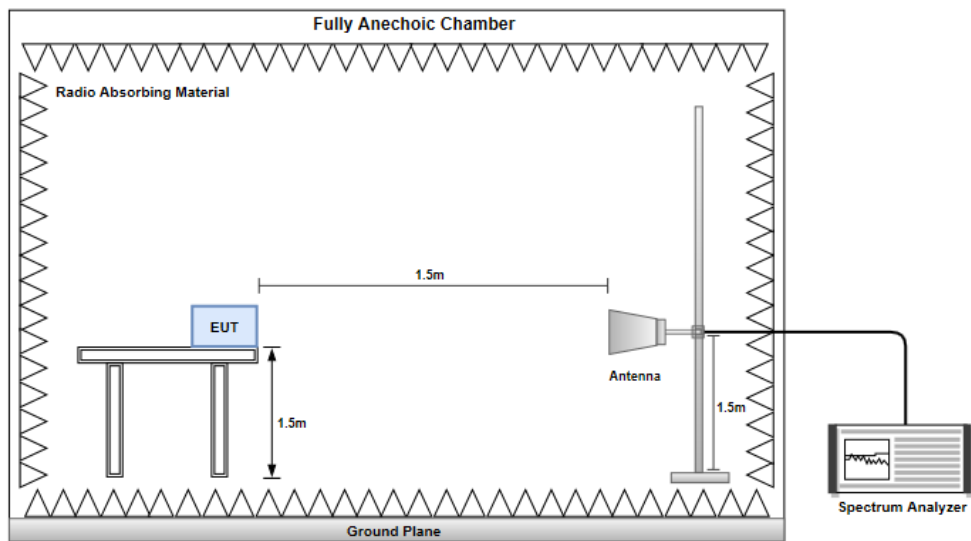 Fully Anechoic Chamber
Radio Absorbing Material
1.5m
EUT
Antenna
1.5m
1.5m
Spectrum Analyzer
Ground Plane